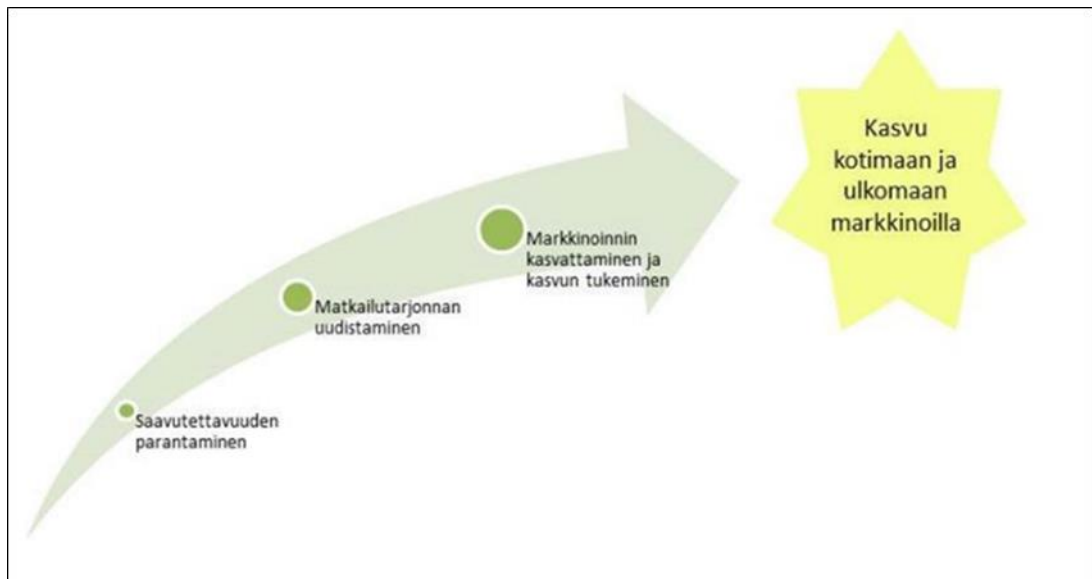 Kasvu
kotimaan ja
ulkomaan
markkinoilla
Markkinoinnin
kasvattaminen ja
kasvun tukeminen
Matkailutarjonnan
uudistaminen
Saavutettavuuden
parantaminen